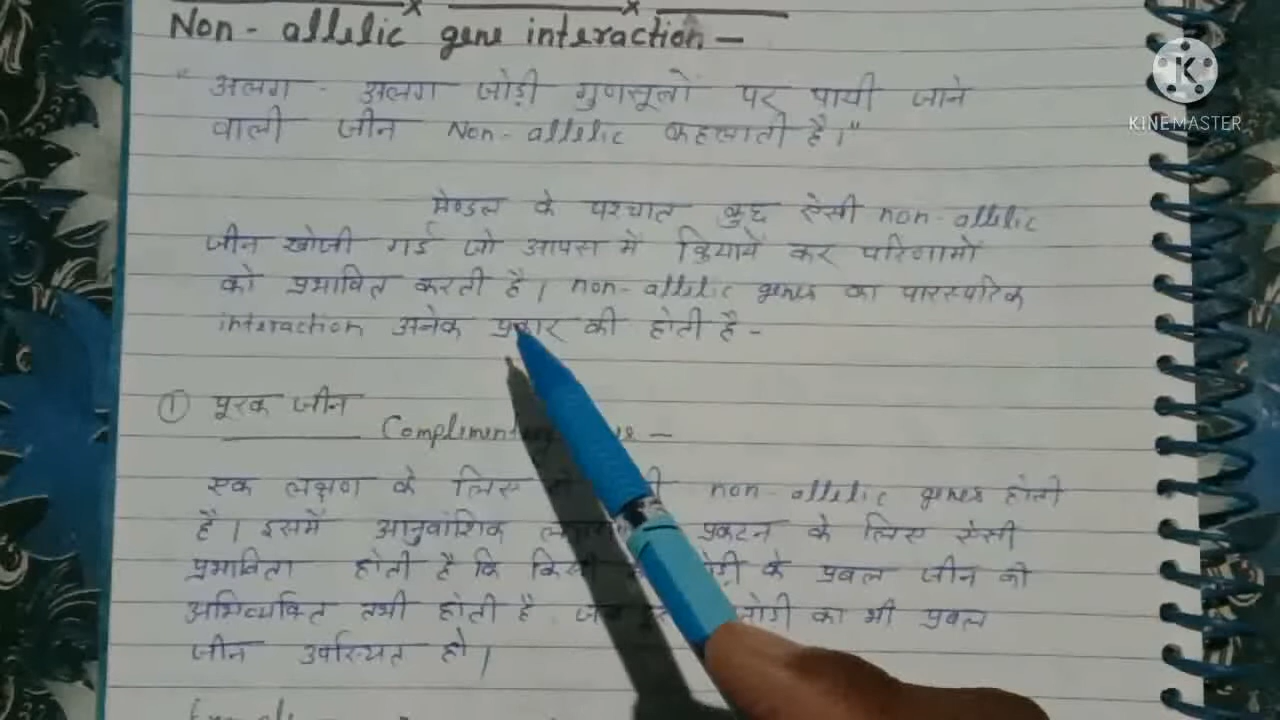 Non-allelic gene interaction –
"अलग-अलग जोड़ी गुणसूत्रों पर पायी जाने
वाली जीन Non-allelic कहलाती है।"
मेण्डल के पश्चात कुछ ऐसी non-allelic
जीन खोजी गई जो आपस में क्रियायें कर परिणामों
को प्रभावित करती है। non-allelic genes का पारस्परिक
interaction अनेक प्रकार की होती है –
① पूरक जीन
एक लक्षण के लिए non-allelic genes होती
है। इसमें आनुवांशिक प्रकटन के लिए ऐसी
प्रभाविता होती है कि के प्रबल जीन की
अभिव्यक्ति तभी होती है का भी प्रबल
जीन उपस्थित हो।
KINEMASTER